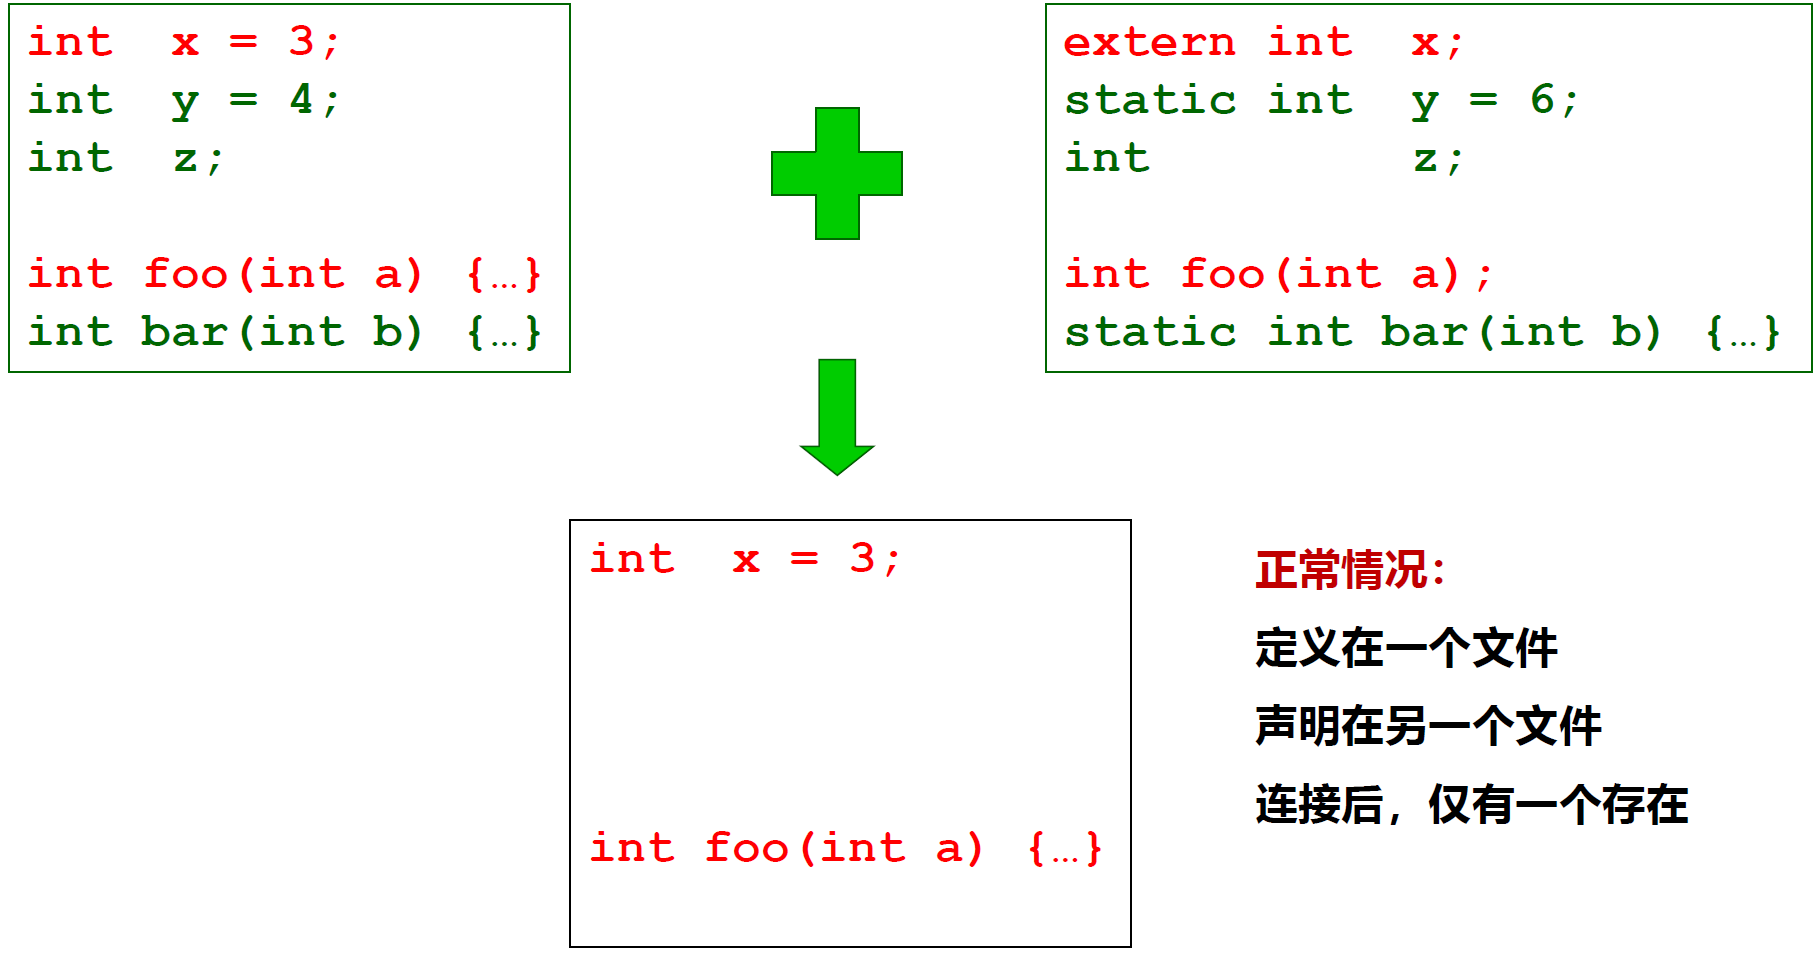 int  x = 3;
int  y = 4;
int  z;
int foo(int a) {…}
int bar(int b) {…}
extern int  x;
static int  y = 6;
int         z;
int foo(int a);
static int bar(int b) {…}
int  x = 3;
int foo(int a) {…}
正常情况：
定义在一个文件
声明在另一个文件
连接后，仅有一个存在